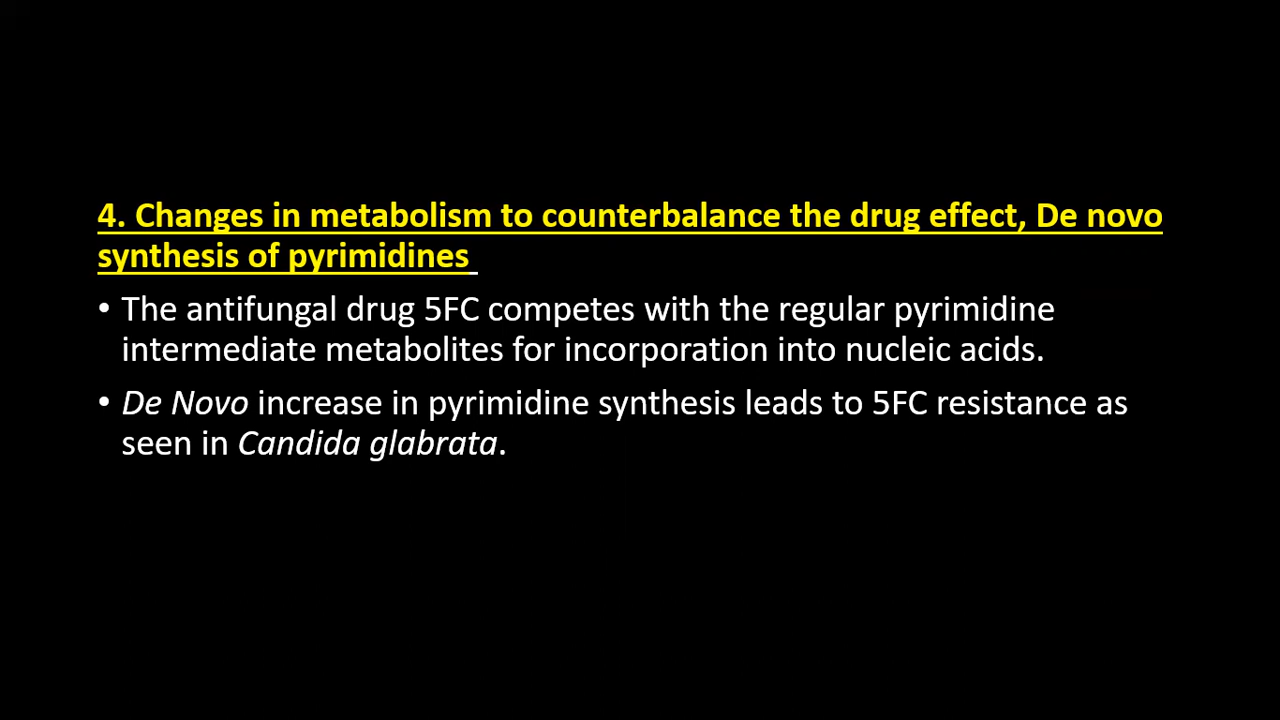 4. Changes in metabolism to counterbalance the drug effect, De novo
synthesis of pyrimidines
• The antifungal drug 5FC competes with the regular pyrimidine
intermediate metabolites for incorporation into nucleic acids.
• De Novo increase in pyrimidine synthesis leads to 5FC resistance as
seen in Candida glabrata.